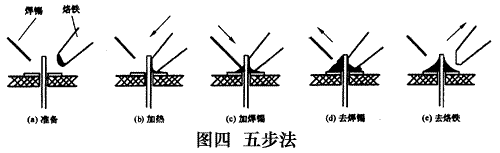 焊锡
烙铁
(a) 准备
(b) 加热
(c) 加焊锡
(d) 去焊锡
(e) 去烙铁
图四 五步法